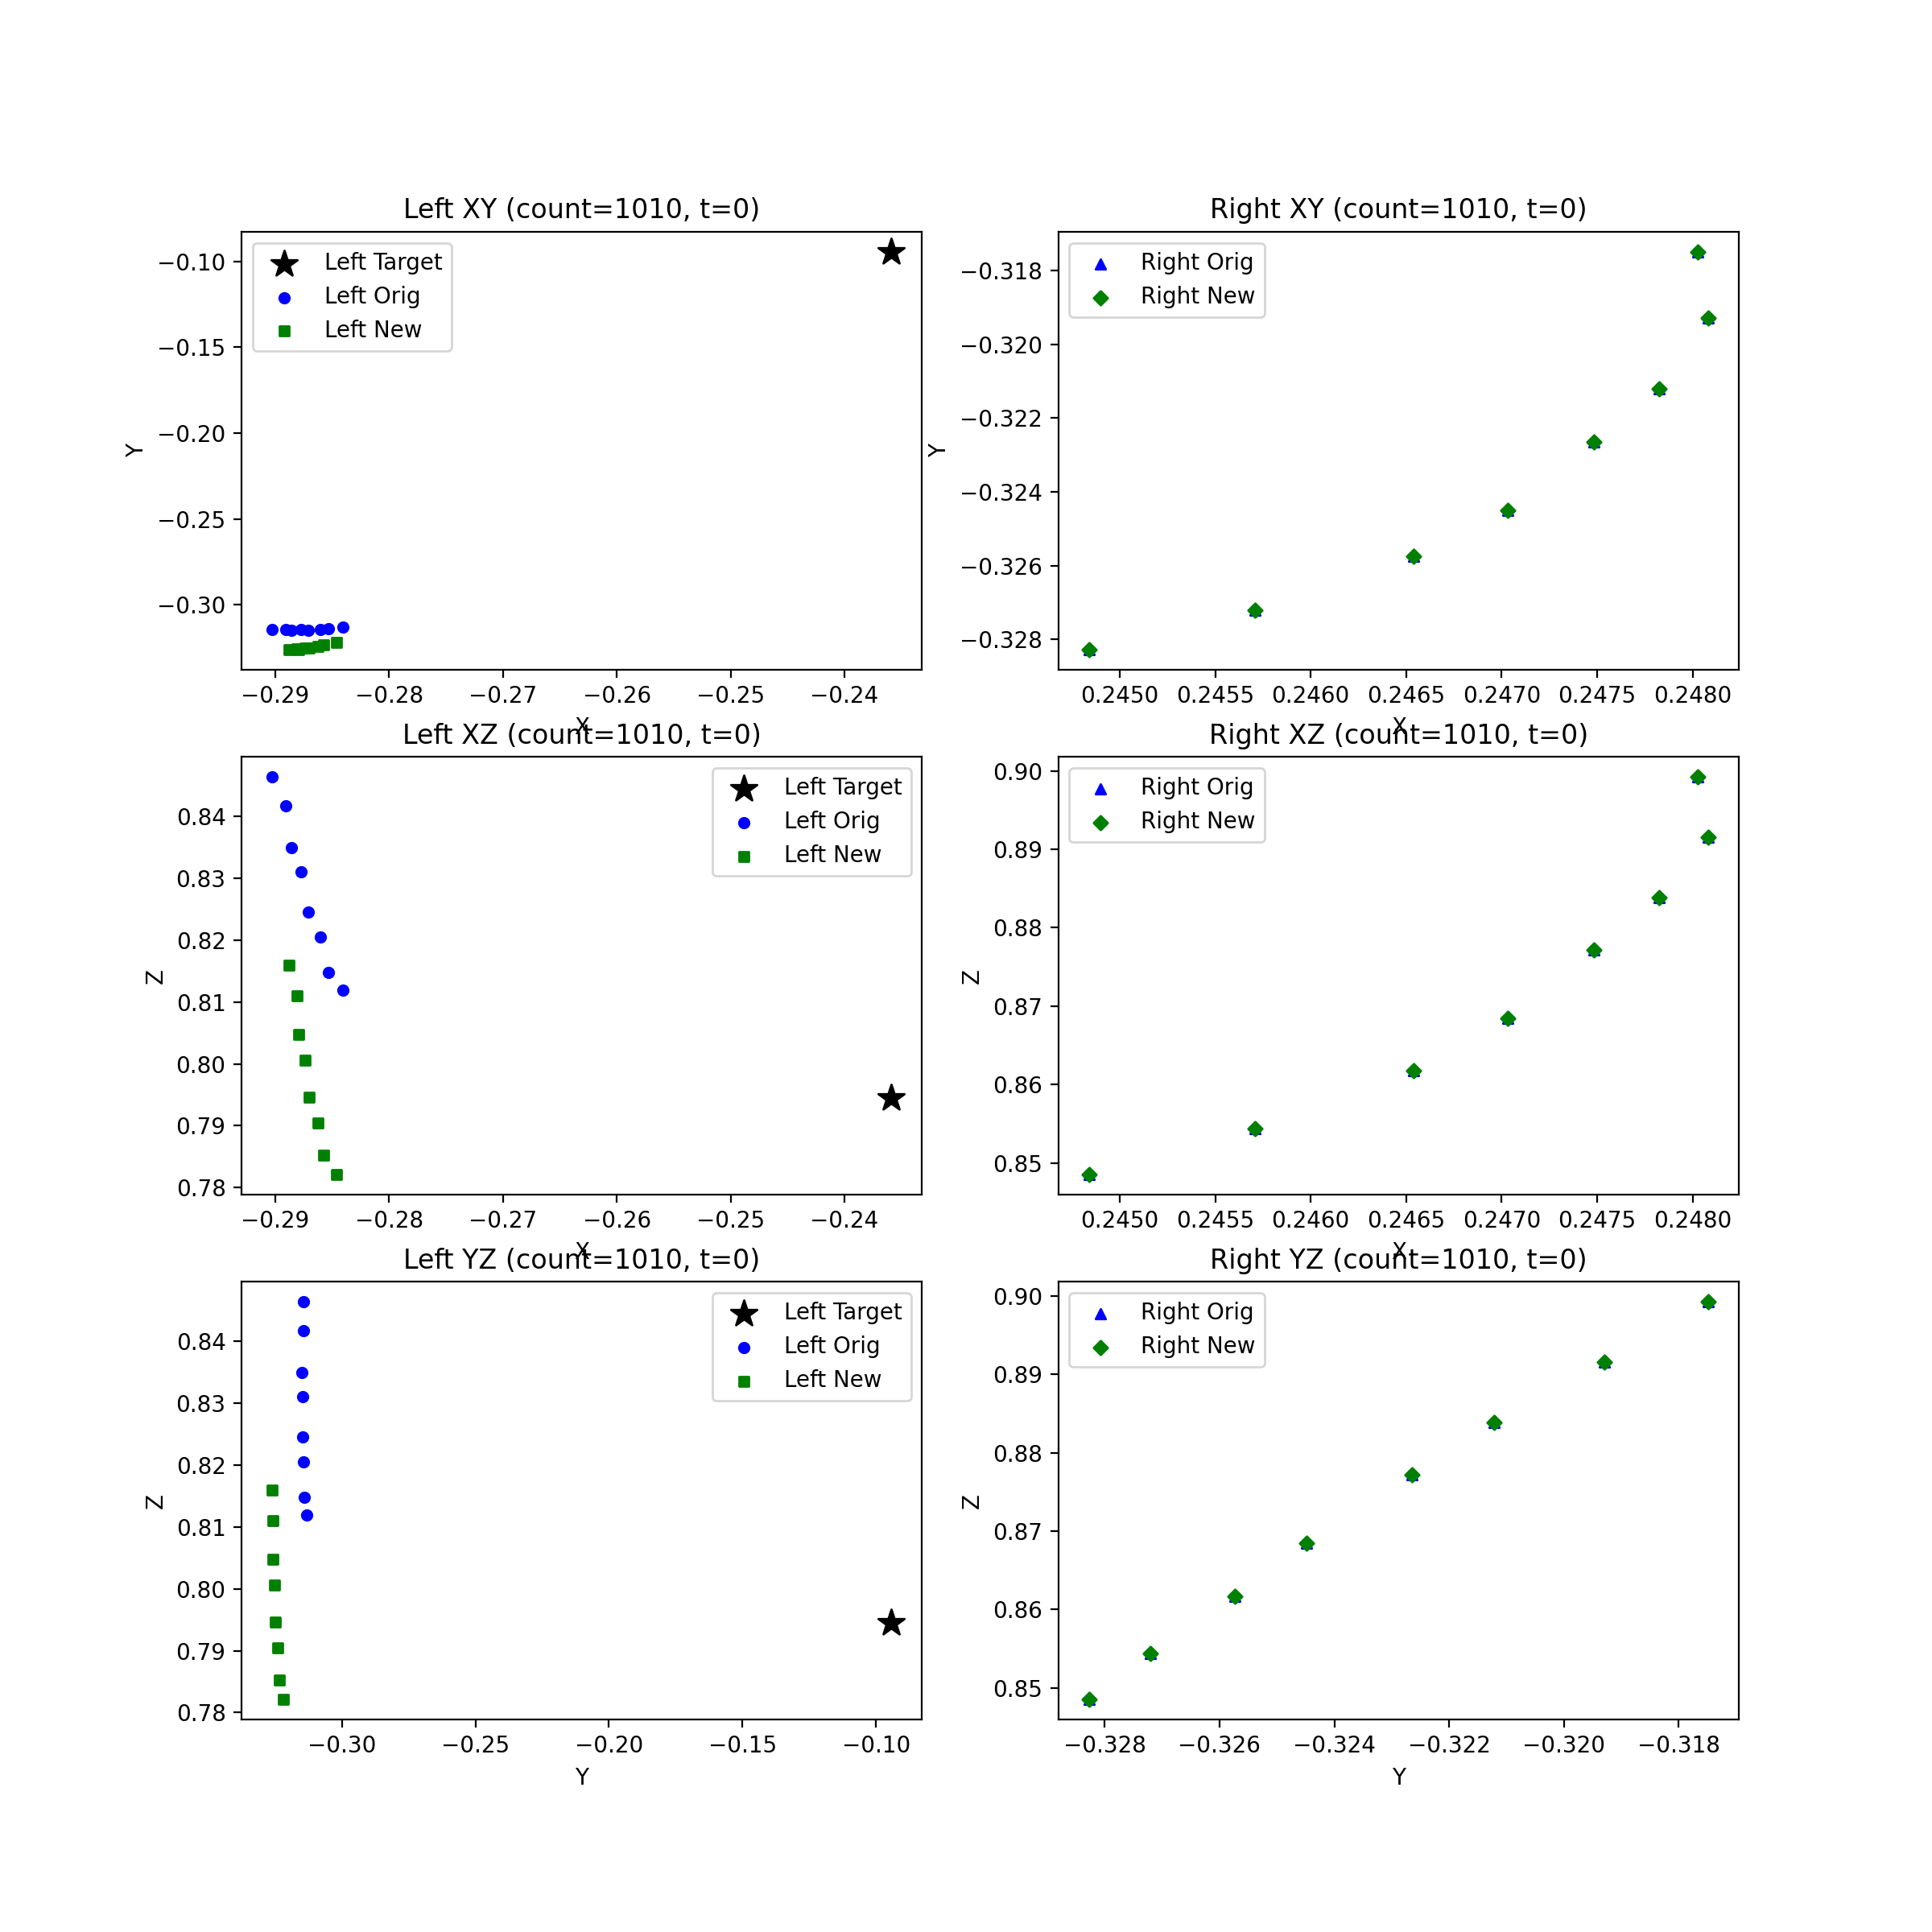 Left XY (count=1010, t=0)
Left Target
Left Orig
Left New
−0.10
−0.15
−0.20
−0.25
−0.30
Y
−0.29 −0.28 −0.27 −0.26 −0.25 −0.24
X
Right XY (count=1010, t=0)
Right Orig
Right New
−0.318
−0.320
−0.322
−0.324
−0.326
−0.328
Y
0.2450 0.2455 0.2460 0.2465 0.2470 0.2475 0.2480
X
Left XZ (count=1010, t=0)
Left Target
Left Orig
Left New
0.84
0.83
0.82
0.81
0.80
0.79
0.78
Z
−0.29 −0.28 −0.27 −0.26 −0.25 −0.24
X
Right XZ (count=1010, t=0)
Right Orig
Right New
0.90
0.89
0.88
0.87
0.86
0.85
Z
0.2450 0.2455 0.2460 0.2465 0.2470 0.2475 0.2480
X
Left YZ (count=1010, t=0)
Left Target
Left Orig
Left New
0.84
0.83
0.82
0.81
0.80
0.79
0.78
Z
−0.30 −0.25 −0.20 −0.15 −0.10
Y
Right YZ (count=1010, t=0)
Right Orig
Right New
0.90
0.89
0.88
0.87
0.86
0.85
Z
−0.328 −0.326 −0.324 −0.322 −0.320 −0.318
Y